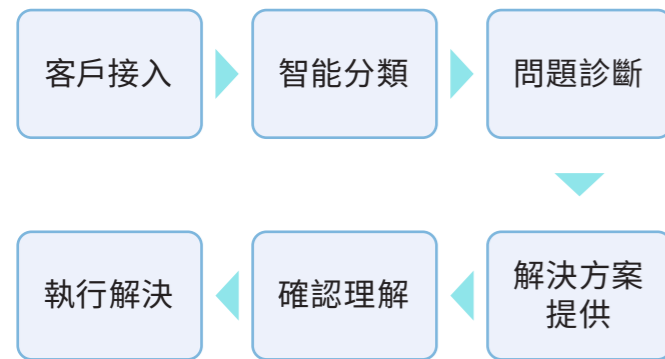 客戶接入
智能分類
問題診斷
解決方案
提供
確認理解
執行解決